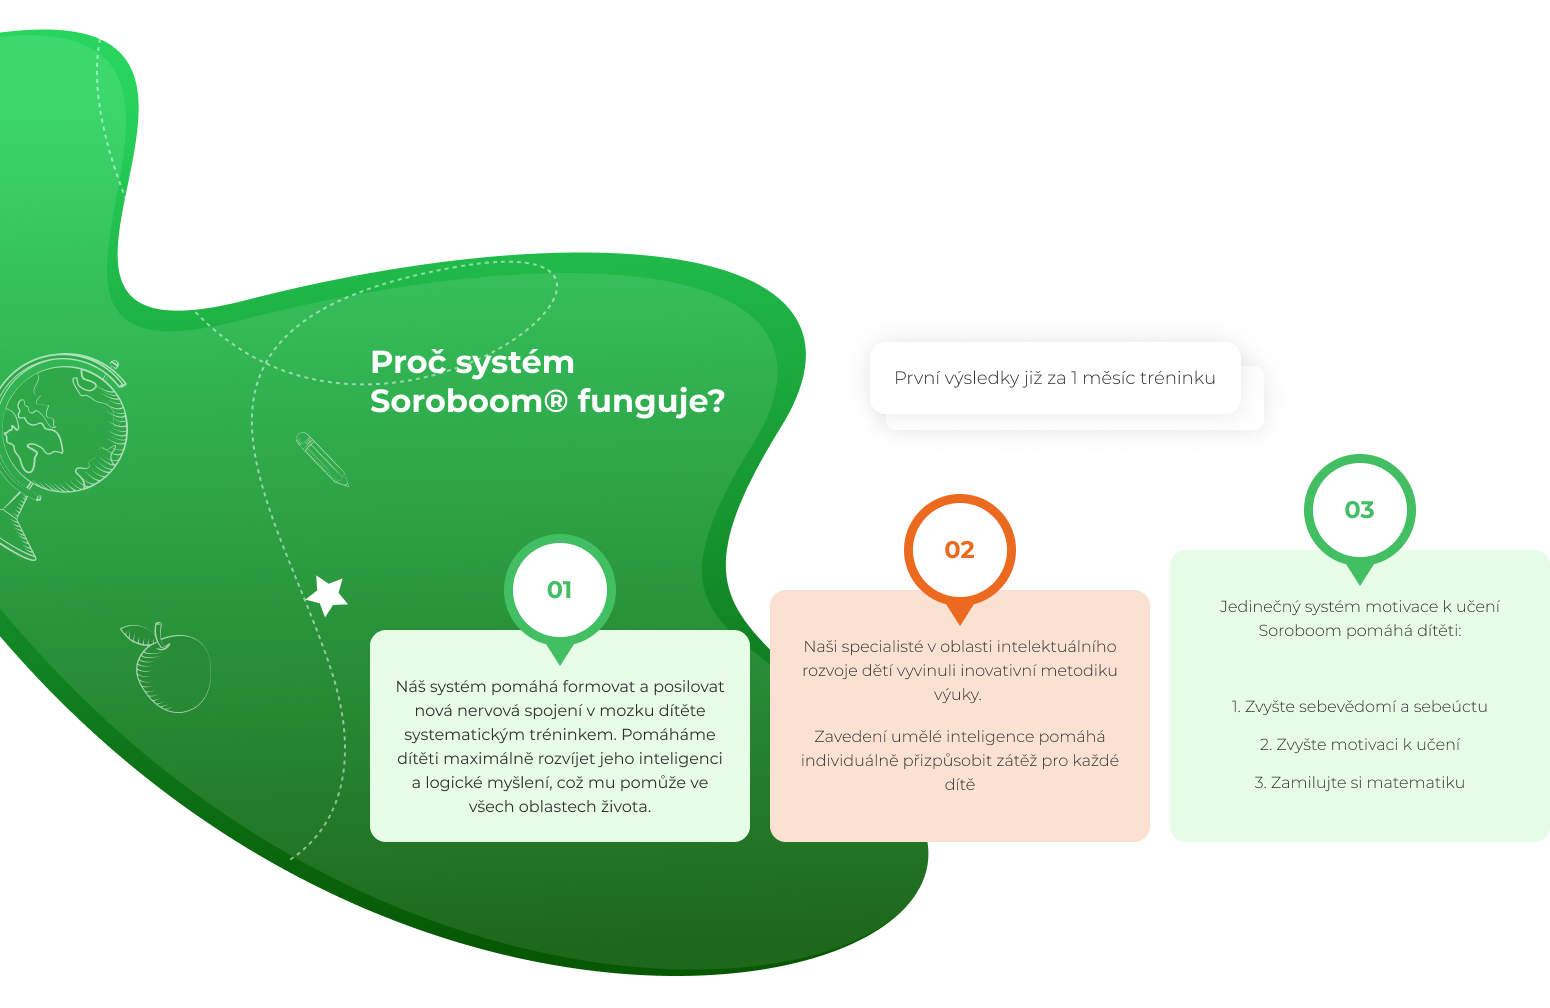 Proč systém
Soroboom® funguje?
První výsledky již za 1 měsíc tréninku
01
Náš systém pomáhá formovat a posilovat
nová nervová spojení v mozku dítěte
systematickým tréninkem. Pomáháme
dítěti maximálně rozvíjet jeho inteligenci
a logické myšlení, což mu pomůže ve
všech oblastech života.
02
Naši specialisté v oblasti intelektuálního
rozvoje dětí vyvinuli inovativní metodiku
výuky.
Zavedení umělé inteligence pomáhá
individuálně přizpůsobit zátěž pro každé
dítě
03
Jedinečný systém motivace k učení
Soroboom pomáhá dítěti:
1. Zvyšte sebevědomí a sebeúctu
2. Zvyšte motivaci k učení
3. Zamilujte si matematiku